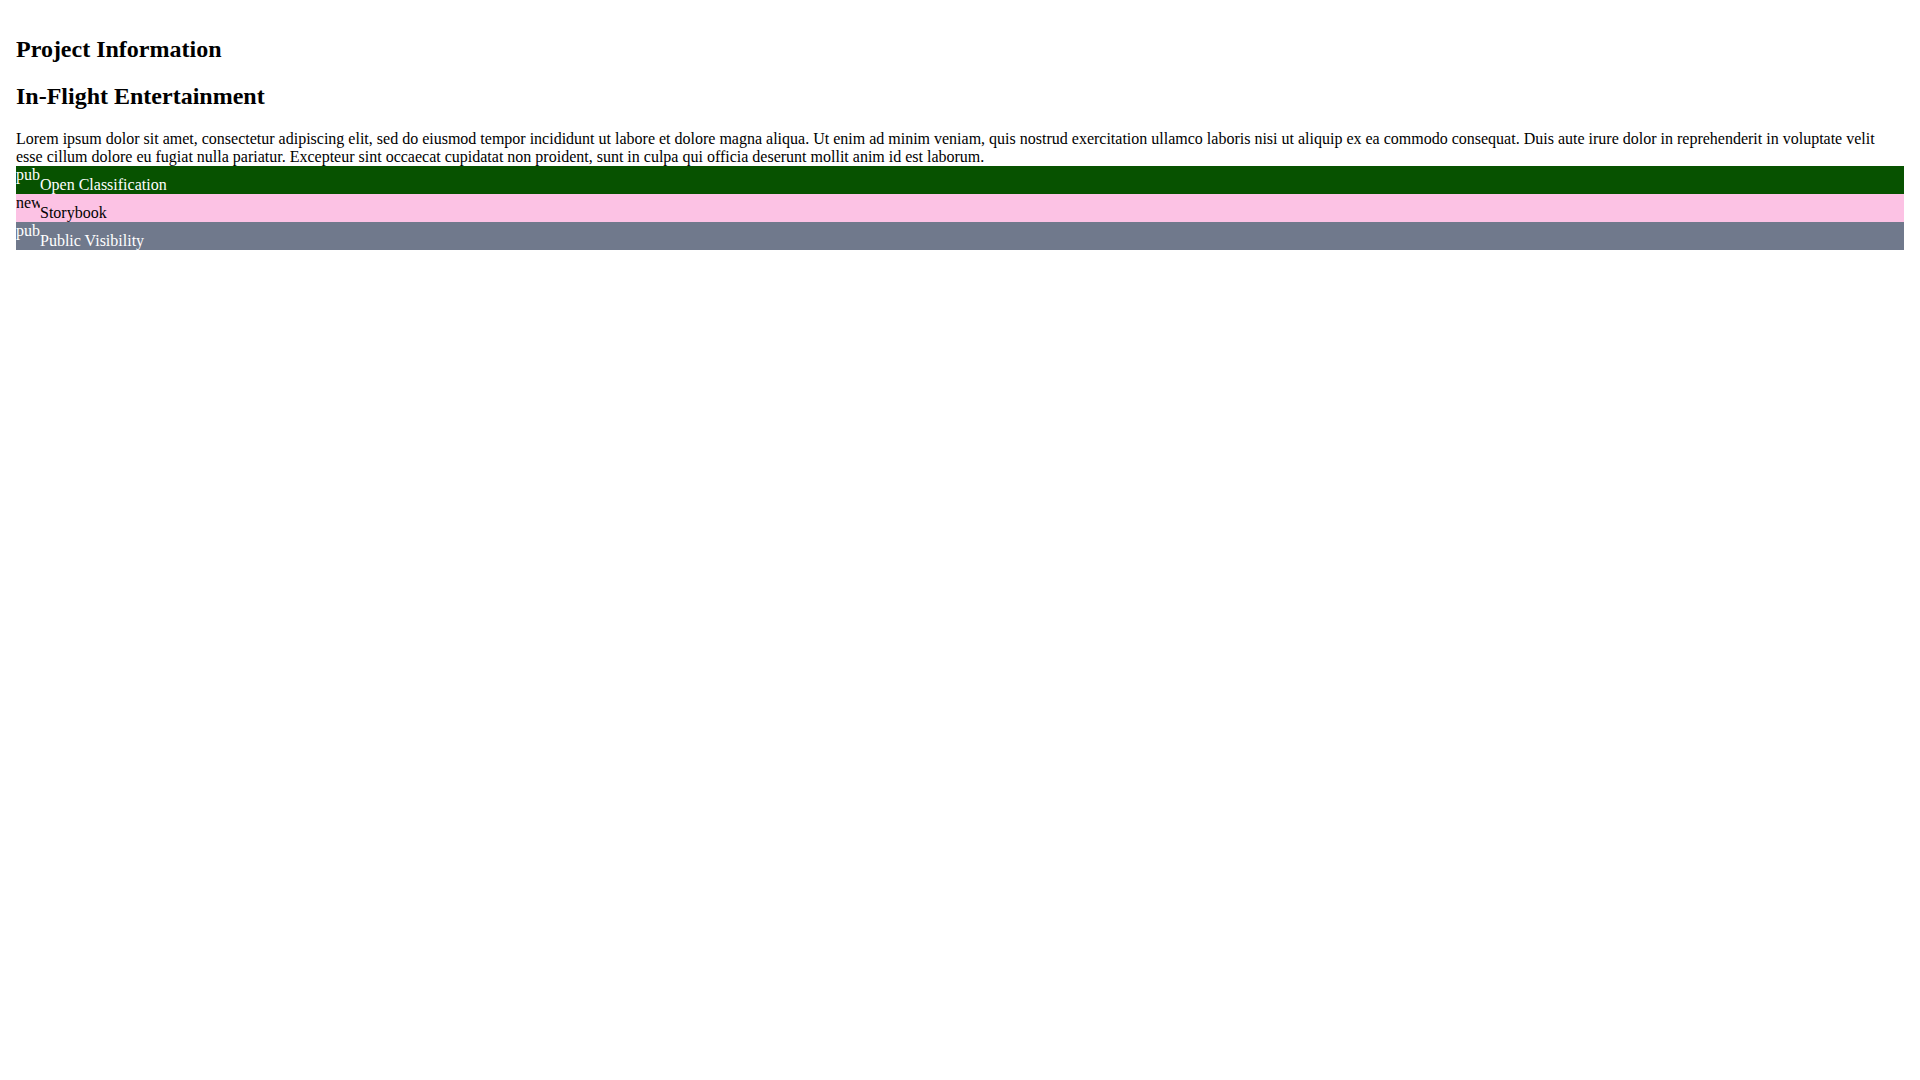 Project Information
In-Flight Entertainment
Lorem ipsum dolor sit amet, consectetur adipiscing elit, sed do eiusmod tempor incididunt ut labore et dolore magna aliqua. Ut enim ad minim veniam, quis nostrud exercitation ullamco laboris nisi ut aliquip ex ea commodo consequat. Duis aute irure dolor in reprehenderit in voluptate velit
esse cillum dolore eu fugiat nulla pariatur. Excepteur sint occaecat cupidatat non proident, sunt in culpa qui officia deserunt mollit anim id est laborum.
pub
Open Classification
new
Storybook
pub
Public Visibility